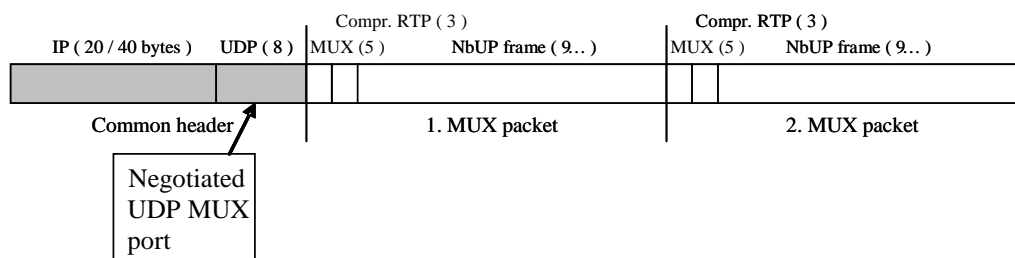 Compr. RTP ( 3 ) Compr. RTP ( 3 )
IP ( 20 / 40 bytes ) UDP ( 8 ) MUX (5 ) NbUP frame ( 9... ) MUX (5 ) NbUP frame ( 9... )
Common header 1. MUX packet 2. MUX packet
Negotiated
UDP MUX
port